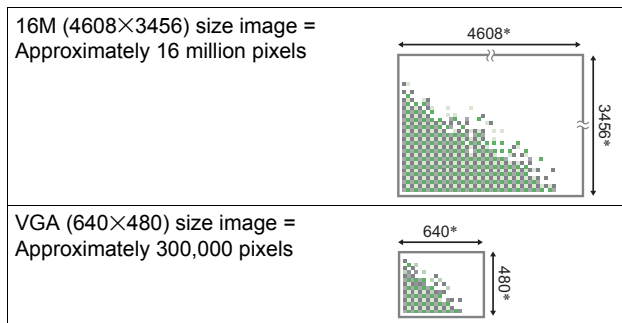 16M (4608×3456) size image =
Approximately 16 million pixels
4608*
3456*
VGA (640×480) size image =
Approximately 300,000 pixels
640*
480*